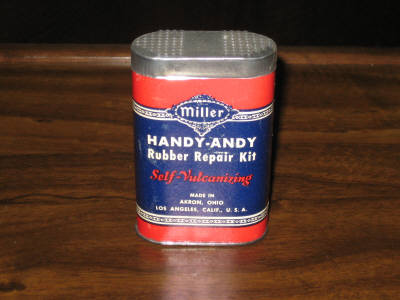 Miller
HANDY-ANDY
Rubber Repair Kit
Self-Vulcanizing
MADE IN
AKRON, OHIO
LOS ANGELES, CALIF., U. S. A.